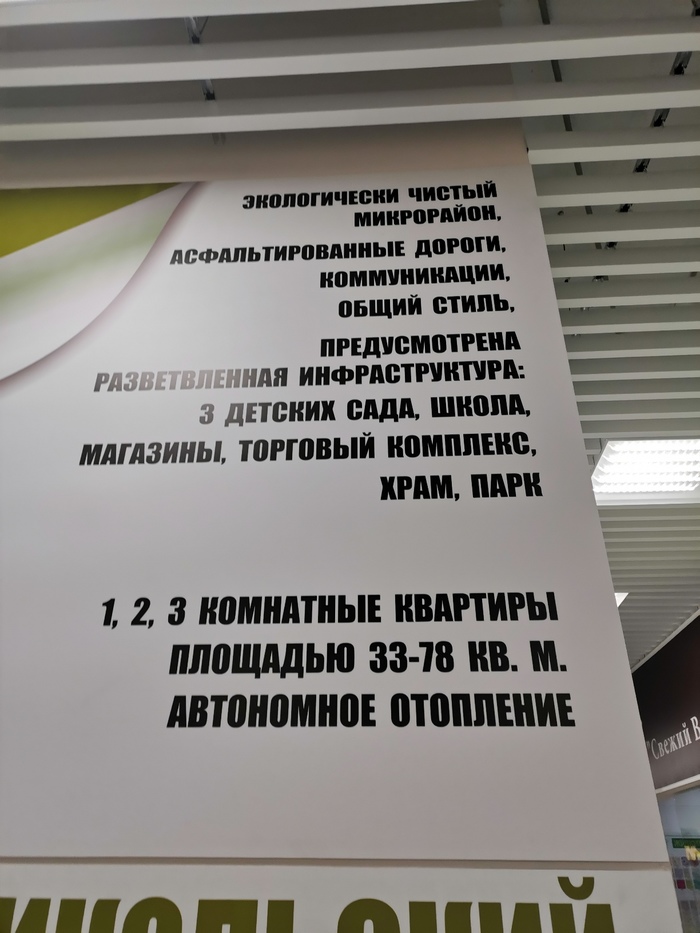 ЭКОЛОГИЧЕСКИ ЧИСТЫЙ
МИКРОРАЙОН,
АСФАЛЬТИРОВАННЫЕ ДОРОГИ,
КОММУНИКАЦИИ,
ОБЩИЙ СТИЛЬ,
ПРЕДУСМОТРЕНА
РАЗВЕТВЛЕННАЯ ИНФРАСТРУКТУРА:
3 ДЕТСКИХ САДА, ШКОЛА,
МАГАЗИНЫ, ТОРГОВЫЙ КОМПЛЕКС,
ХРАМ, ПАРК
1, 2, 3 КОМНАТНЫЕ КВАРТИРЫ
ПЛОЩАДЬЮ 33-78 КВ. М.
АВТОНОМНОЕ ОТОПЛЕНИЕ
"Свежий